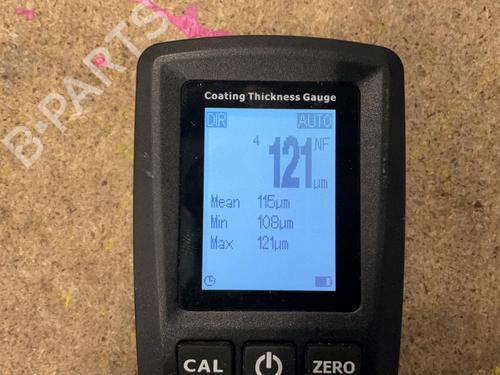 B-PARTS
Coating Thickness Gauge
DIR AUTO
4 121 NF µm
Mean 115µm
Min 108µm
Max 121µm
CAL ZERO